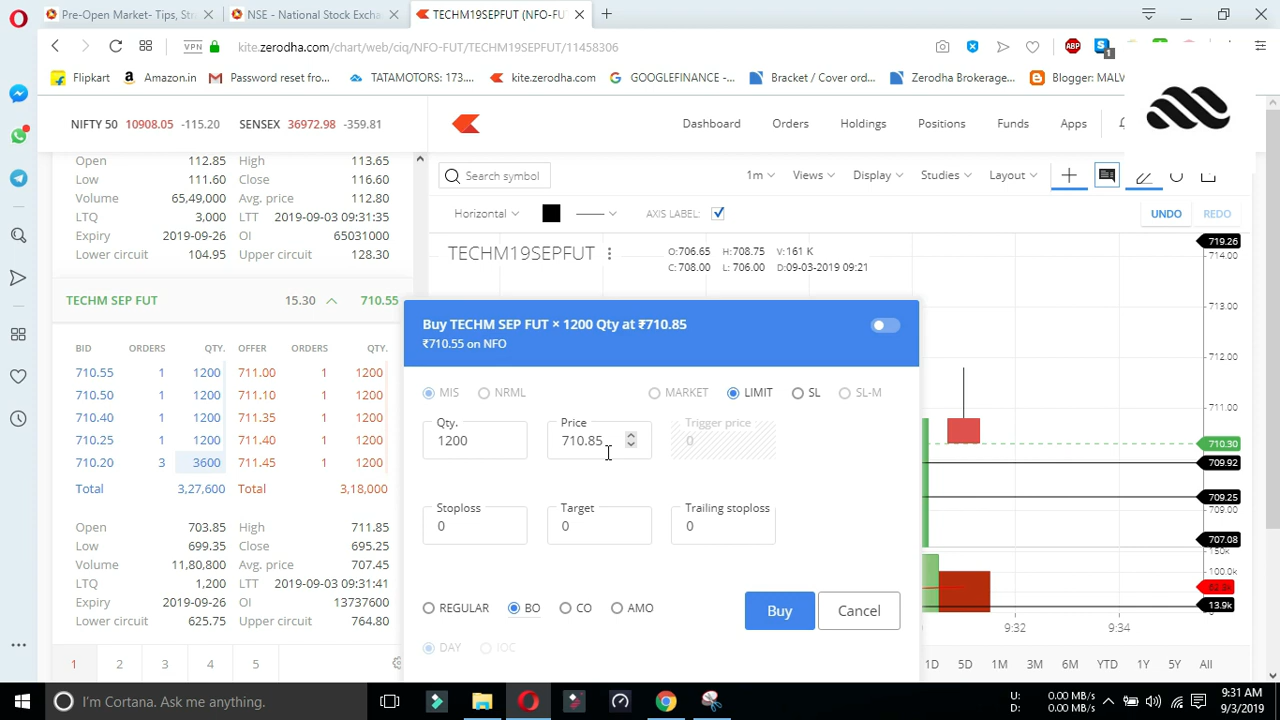 Pre-Open Market- Tips, Str
NSE - National Stock Excha
TECHM19SEPFUT (NFO-FU
VPN
kite.zerodha.com/chart/web/ciq/NFO-FUT/TECHM19SEPFUT/11458306
ABP
1
Flipkart
Amazon.in
Password reset fro...
TATAMOTORS: 173....
kite.zerodha.com
GOOGLEFINANCE -...
Bracket / Cover ord...
Zerodha Brokerage...
Blogger: MALV
NIFTY 50 10908.05 -115.20
SENSEX 36972.98 -359.81
Dashboard
Orders
Holdings
Positions
Funds
Apps
Open 112.85 High 113.65
Low 111.60 Close 116.60
Volume 65,49,000 Avg. price 112.80
LTQ 3,000 LTT 2019-09-03 09:31:35
Expiry 2019-09-26 OI 65031000
Lower circuit 104.95 Upper circuit 128.30
Search symbol
1m
Views
Display
Studies
Layout
Horizontal
AXIS LABEL:
UNDO
REDO
TECHM19SEPFUT
O:706.65 H:708.75 V:161 K
C:708.00 L: 706.00 D:09-03-2019 09:21
TECHM SEP FUT 15.30 710.55
BID ORDERS QTY. OFFER ORDERS QTY.
710.55 1 1200 711.00 1 1200
710.50 1 1200 711.10 1 1200
710.40 1 1200 711.35 1 1200
710.25 1 1200 711.40 1 1200
710.20 3 3600 711.45 1 1200
Total 3,27,600 Total 3,18,000
Open 703.85 High 711.85
Low 699.35 Close 695.25
Volume 11,80,800 Avg. price 707.45
LTQ 1,200 LTT 2019-09-03 09:31:41
Expiry 2019-09-26 OI 13737600
Lower circuit 625.75 Upper circuit 764.80
1 2 3 4 5
Buy TECHM SEP FUT × 1200 Qty at ₹710.85
₹710.55 on NFO
MIS
NRML
MARKET
LIMIT
SL
SL-M
Qty.
1200
Price
710.85
Trigger price
0
Stoploss
0
Target
0
Trailing stoploss
0
REGULAR
BO
CO
AMO
Buy
Cancel
DAY
IOC
719.26
714.00
713.00
712.00
711.00
710.30
709.92
709.25
709.00
707.08
150k
100.0k
13.9k
9:32
9:34
1D 5D 1M 3M 6M YTD 1Y 5Y All
I'm Cortana. Ask me anything.
U: 0.00 MB/s
D: 0.00 MB/s
9:31 AM
9/3/2019